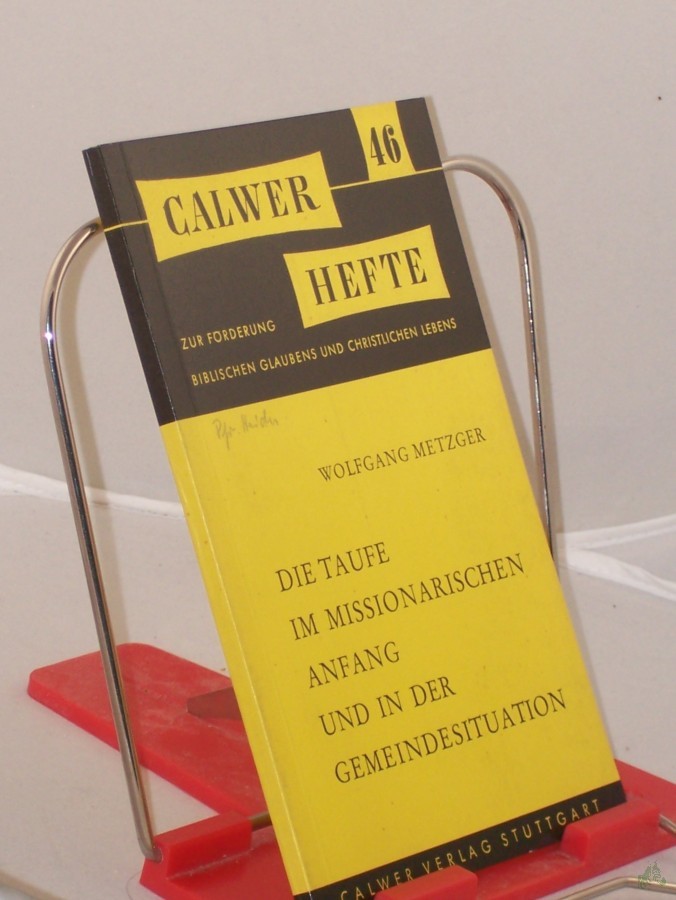 46
CALWER
HEFTE
ZUR FÖRDERUNG
BIBLISCHEN GLAUBENS UND CHRISTLICHEN LEBENS
WOLFGANG METZGER
DIE TAUFE
IM MISSIONARISCHEN
ANFANG
UND IN DER
GEMEINDESITUATION
CALWER VERLAG STUTTGART